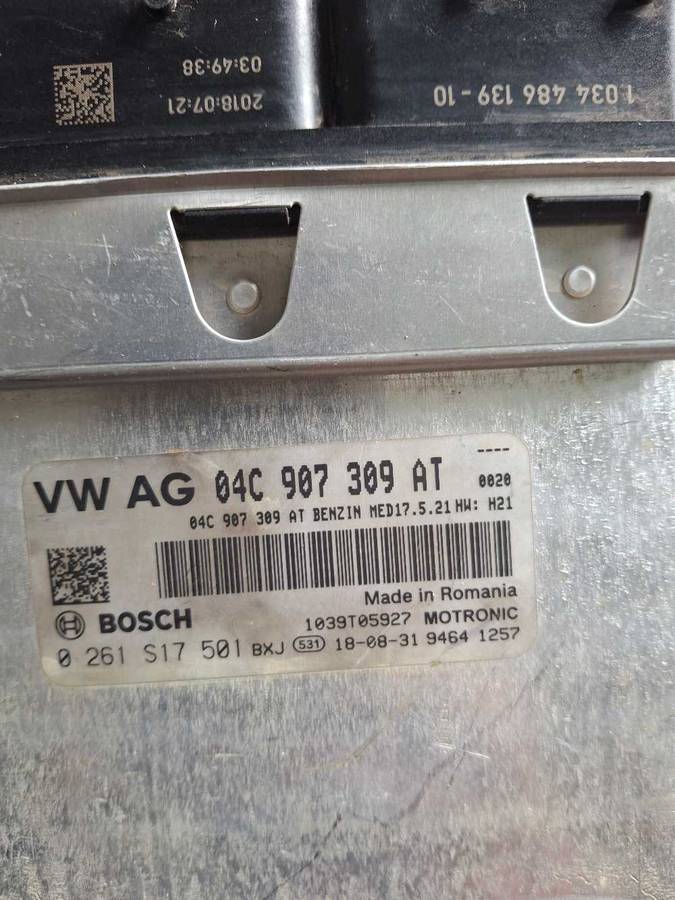 03:49:38
2018:07:21
1 034 486 139 -10
----
VW AG 04C 907 309 AT 0020
04C 907 309 AT BENZIN MED17.5.21 HW: H21
Made in Romania
BOSCH 1039T05927 MOTRONIC
0 261 S17 501 BXJ 531 18-08-31 9464 1257